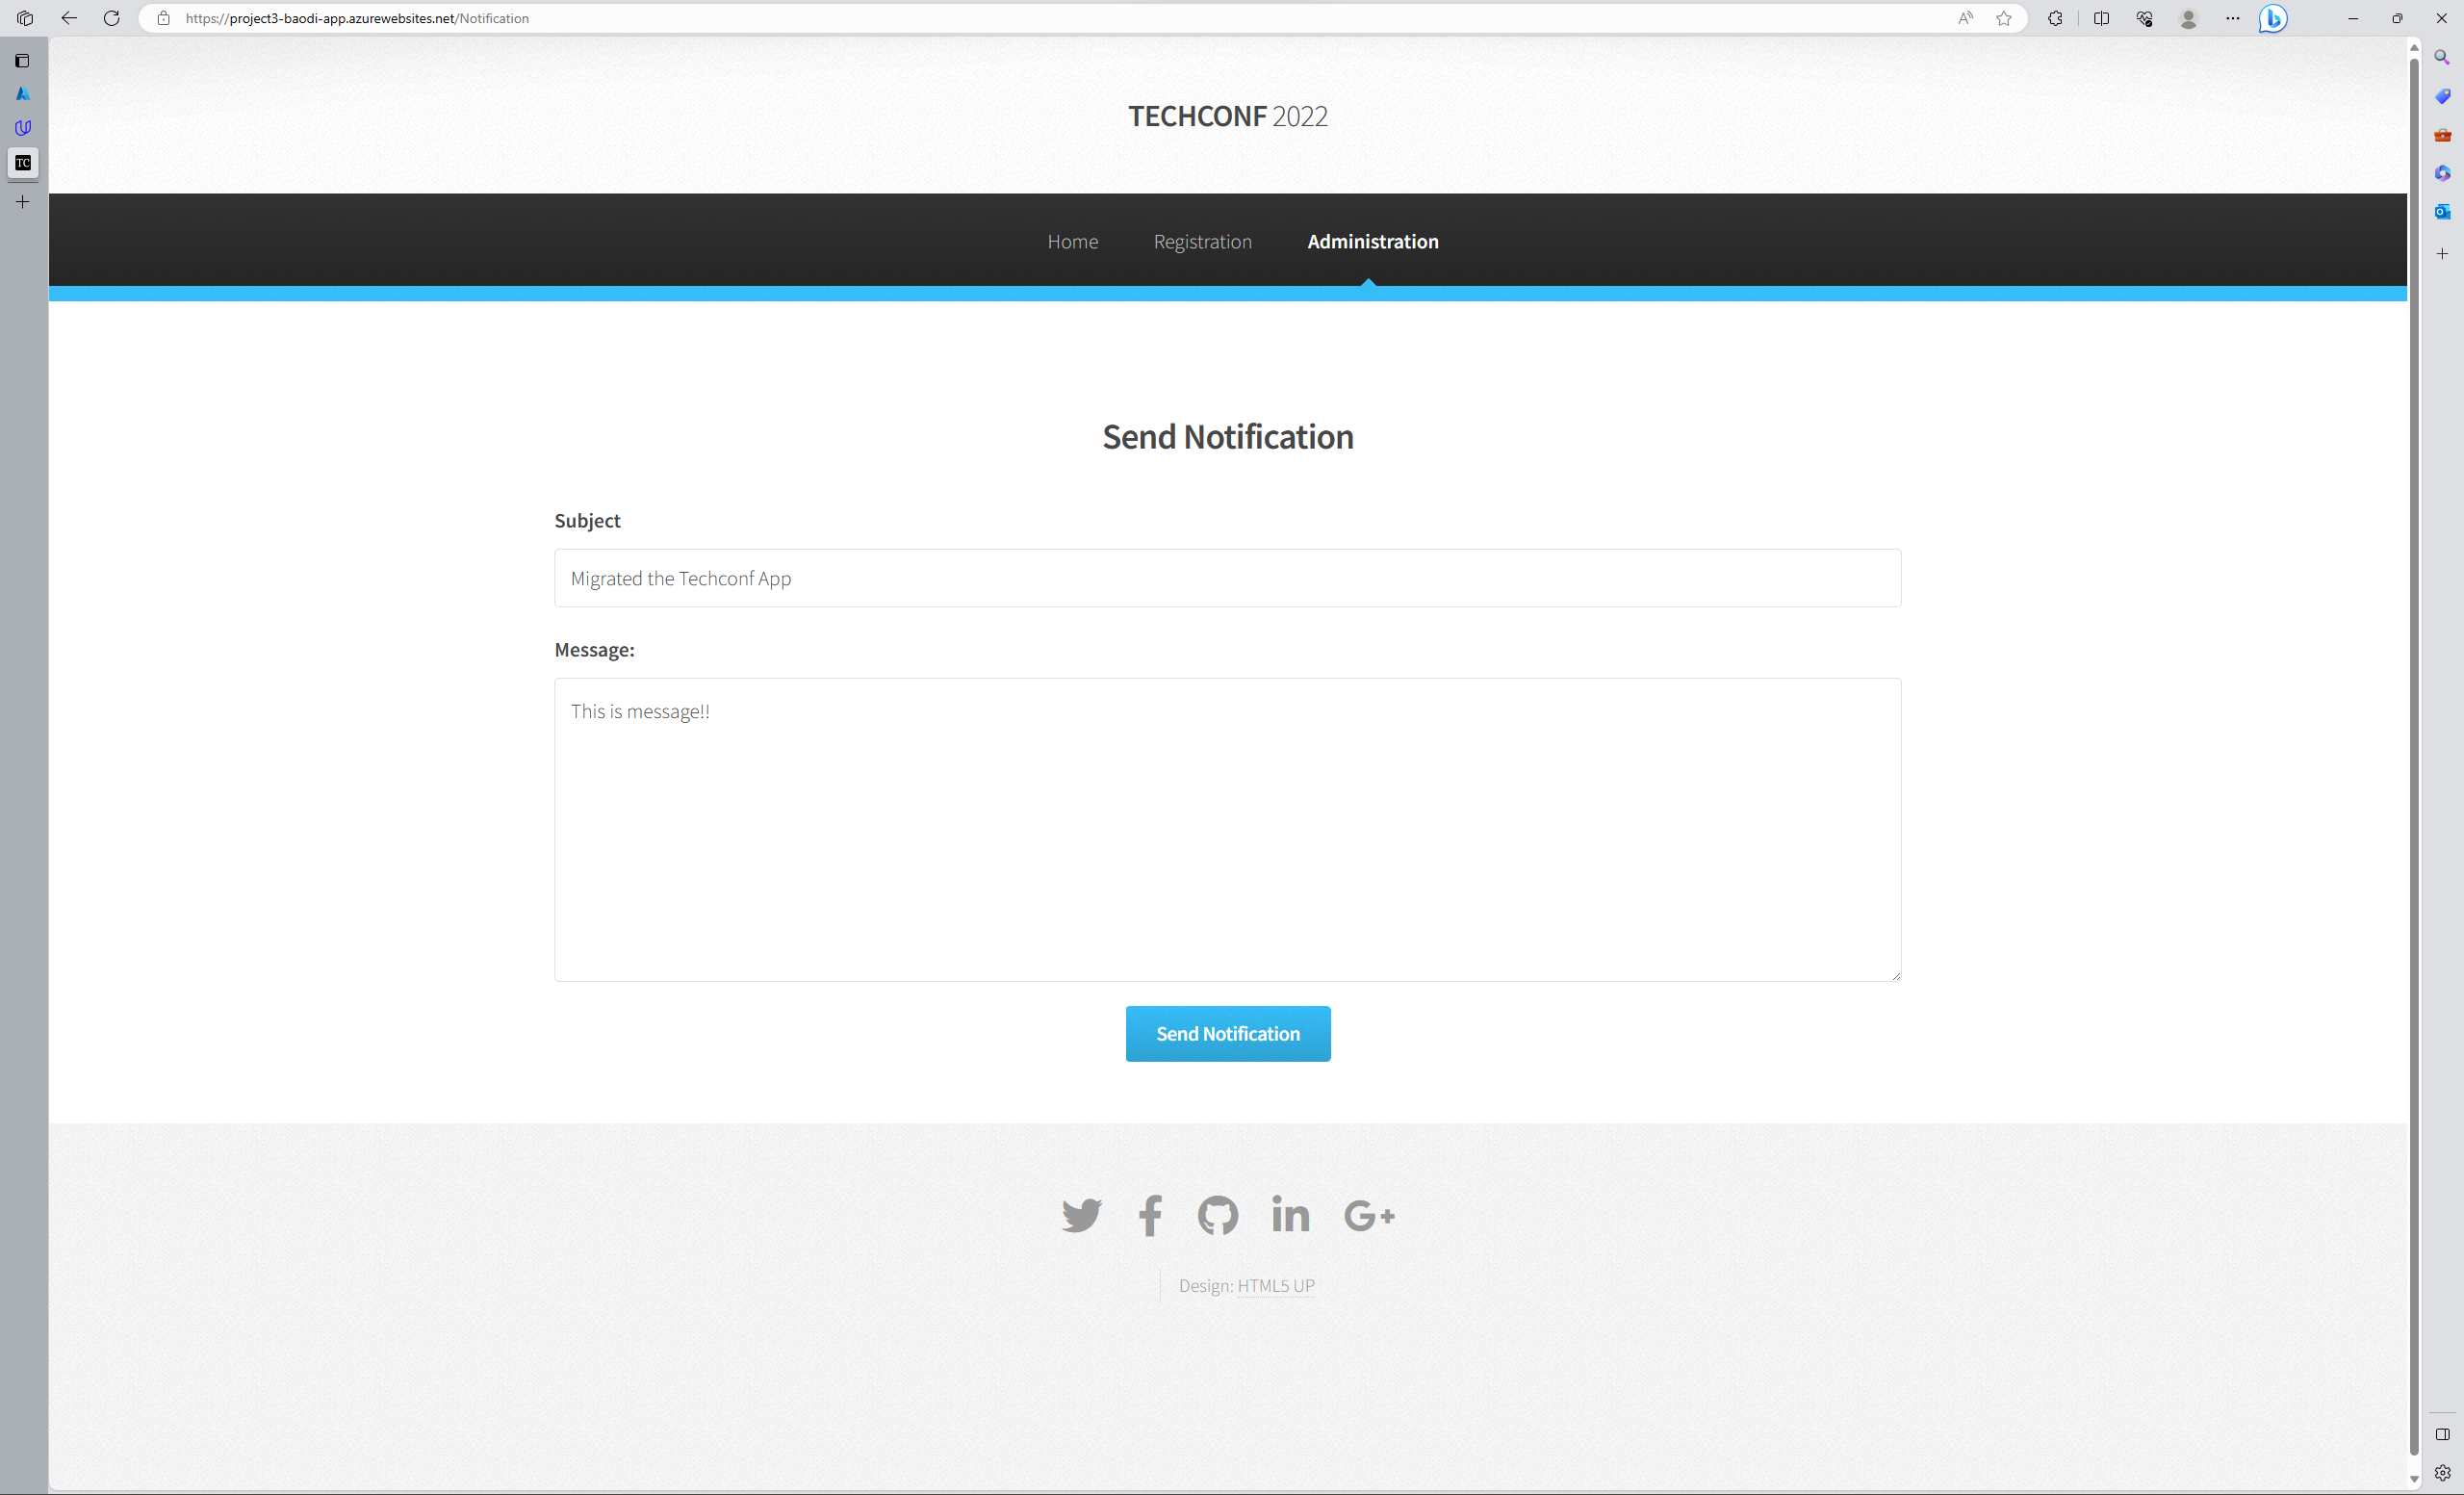 https://project3-baodi-app.azurewebsites.net/Notification
TC
TECHCONF 2022
Home Registration Administration
Send Notification
Subject
Migrated the Techconf App
Message:
This is message!!
Send Notification
Design: HTML5 UP